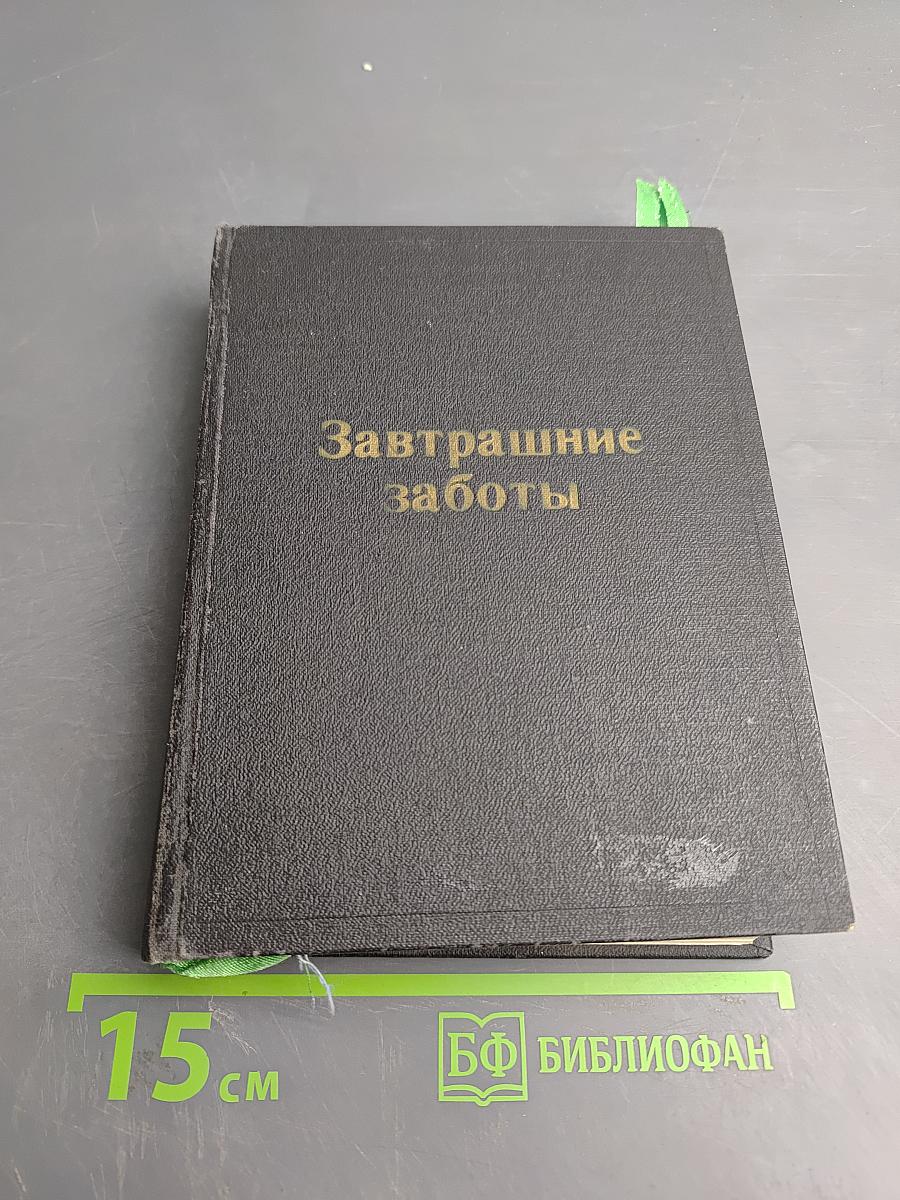 Завтрашние
заботы
15 см
БФ БИБЛИОФАН